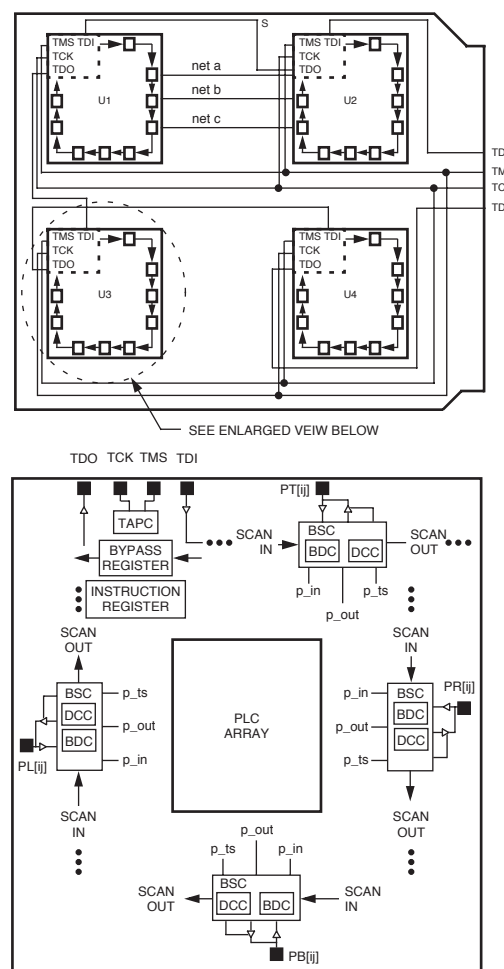 S
TMS TDI
TCK
TDO
U1
net a
net b
net c
TMS TDI
TCK
TDO
U2
TD
TM
TC
TD
TMS TDI
TCK
TDO
U3
TMS TDI
TCK
TDO
U4
SEE ENLARGED VEIW BELOW
TDO TCK TMS TDI
TAPC
BYPASS
REGISTER
INSTRUCTION
REGISTER
SCAN
IN
PT[ij]
BSC
BDC
DCC
SCAN
OUT
p_in
p_out
p_ts
SCAN
OUT
BSC
DCC
BDC
p_ts
p_out
p_in
PL[ij]
SCAN
IN
PLC
ARRAY
SCAN
IN
p_in
p_out
p_ts
BSC
BDC
DCC
PR[ij]
SCAN
OUT
p_out
p_ts
p_in
SCAN
OUT
BSC
DCC
BDC
SCAN
IN
PB[ij]